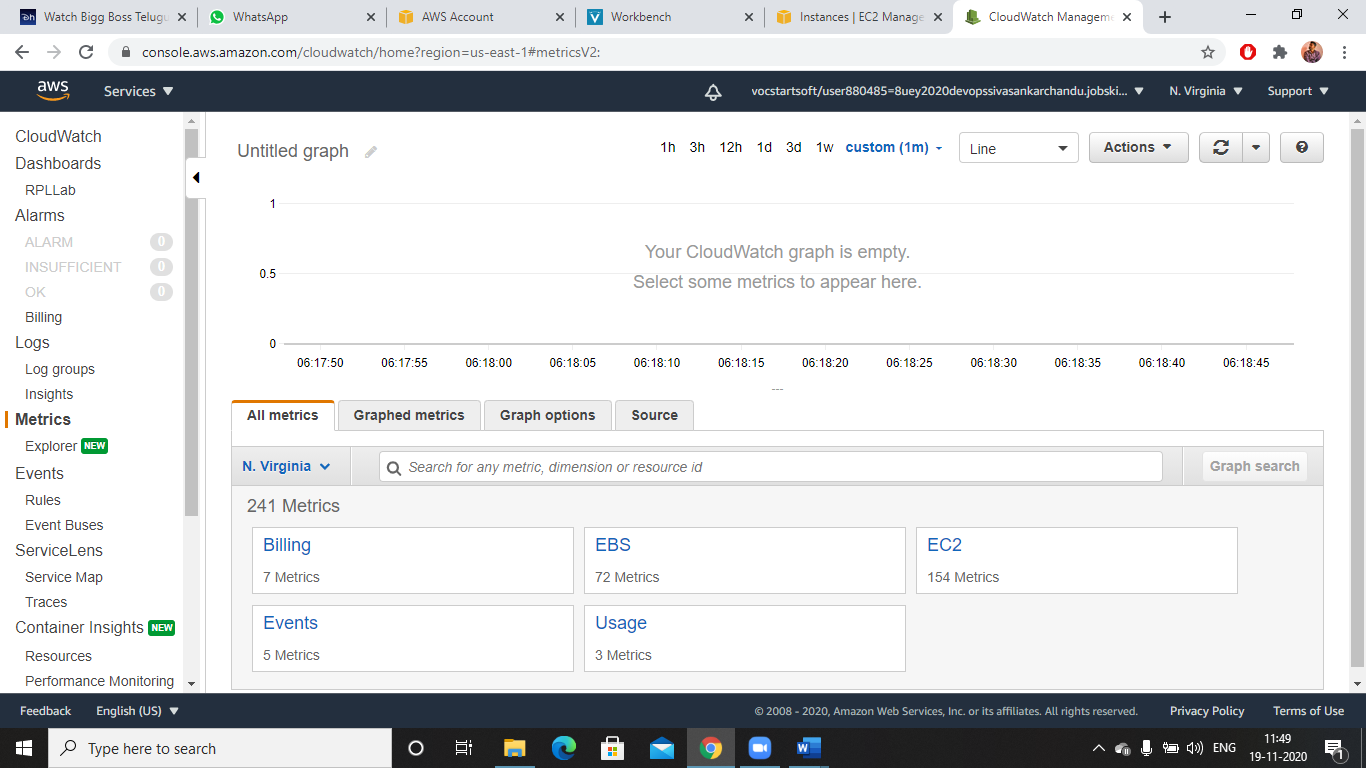 Watch Bigg Boss Telugu
WhatsApp
AWS Account
Workbench
Instances | EC2 Manage
CloudWatch Manageme
console.aws.amazon.com/cloudwatch/home?region=us-east-1#metricsV2:
aws
Services
vocstartsoft/user880485=8uey2020devopssivasankarchandu.jobski...
N. Virginia
Support
CloudWatch
Dashboards
RPLLab
Alarms
ALARM 0
INSUFFICIENT 0
OK 0
Billing
Logs
Log groups
Insights
Metrics
Explorer NEW
Events
Rules
Event Buses
ServiceLens
Service Map
Traces
Container Insights NEW
Resources
Performance Monitoring
Untitled graph
1h 3h 12h 1d 3d 1w custom (1m)
Line
Actions
1
0.5
0
Your CloudWatch graph is empty.
Select some metrics to appear here.
06:17:50 06:17:55 06:18:00 06:18:05 06:18:10 06:18:15 06:18:20 06:18:25 06:18:30 06:18:35 06:18:40 06:18:45
All metrics
Graphed metrics
Graph options
Source
N. Virginia
Search for any metric, dimension or resource id
Graph search
241 Metrics
Billing
7 Metrics
EBS
72 Metrics
EC2
154 Metrics
Events
5 Metrics
Usage
3 Metrics
Feedback
English (US)
© 2008 - 2020, Amazon Web Services, Inc. or its affiliates. All rights reserved.
Privacy Policy
Terms of Use
Type here to search
ENG
11:49
19-11-2020
1